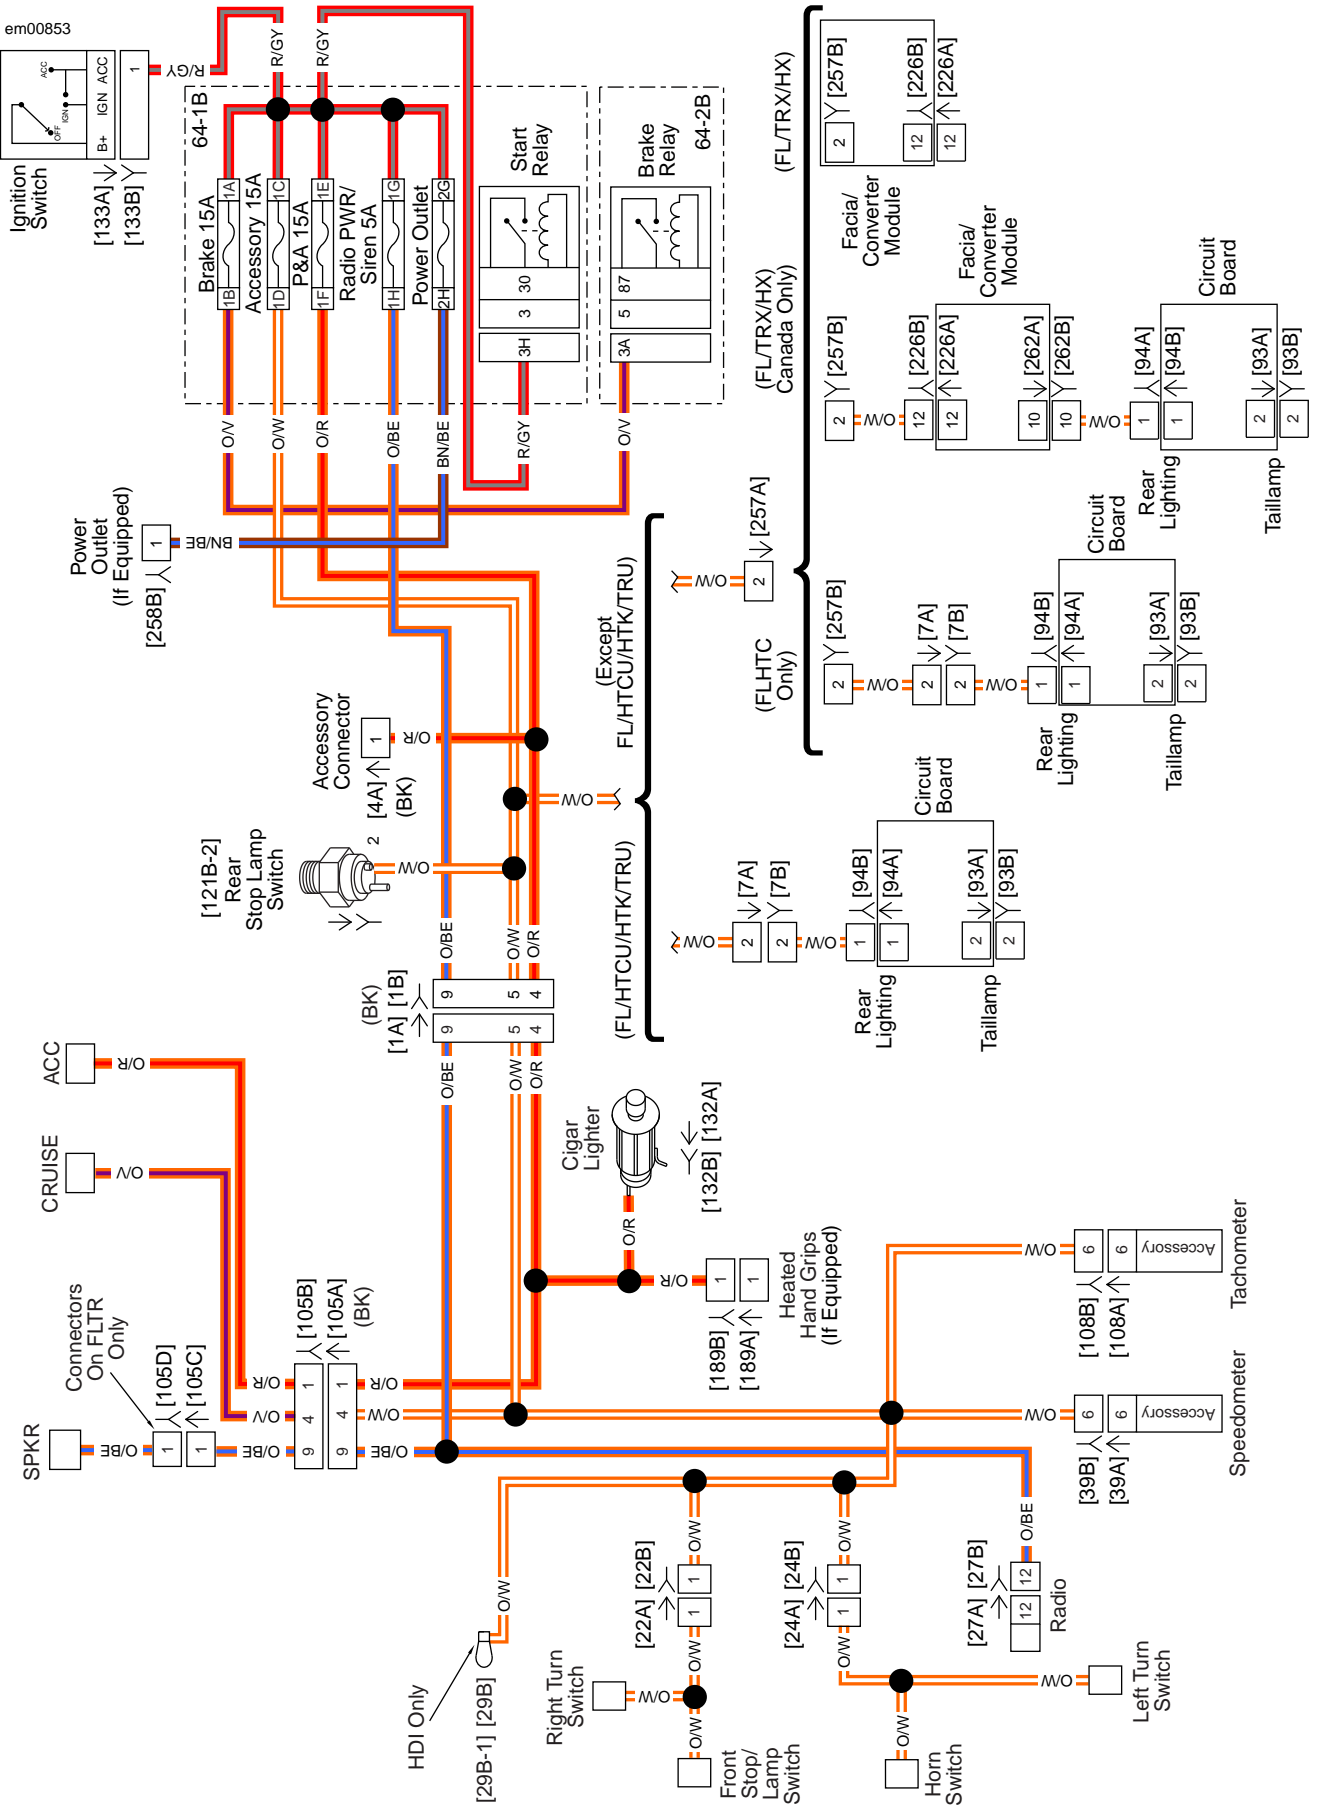 em00853
Ignition
Switch
OFF
IGN
ACC
B+
IGN
ACC
[133A]
[133B]
1
R/GY
R/GY
R/GY
64-1B
Brake 15A
1B
1A
Accessory 15A
1D
1C
P&A 15A
1F
1E
Radio PWR/
Siren 5A
1H
1G
Power Outlet
2H
2G
Start
Relay
30
3
3H
64-2B
Brake
Relay
87
5
3A
O/V
O/W
O/R
O/BE
BN/BE
R/GY
O/V
Power
Outlet
(If Equipped)
[258B]
1
BN/BE
Accessory
Connector
[4A]
(BK)
1
O/R
[121B-2]
Rear
Stop Lamp
Switch
2
O/W
O/W
O/BE
O/W
O/R
(BK)
[1A] [1B]
9
5
4
9
5
4
O/BE
O/W
O/R
(Except
FL/HTCU/HTK/TRU)
(FL/HTCU/HTK/TRU)
O/W
2
[257A]
O/W
2
[7A]
2
[7B]
O/W
1
[94B]
1
[94A]
Rear
Lighting
Circuit
Board
2
[93A]
2
[93B]
Taillamp
(FLHTC
Only)
2
[257B]
O/W
2
[7A]
2
[7B]
O/W
1
[94B]
1
[94A]
Rear
Lighting
Circuit
Board
2
[93A]
2
[93B]
Taillamp
(FL/TRX/HX)
Canada Only)
2
[257B]
O/W
12
[226B]
12
[226A]
Facia/
Converter
Module
10
[262A]
10
[262B]
O/W
1
[94A]
1
[94B]
Rear
Lighting
Circuit
Board
2
[93A]
2
[93B]
Taillamp
(FL/TRX/HX)
2
[257B]
12
[226B]
12
[226A]
Facia/
Converter
Module
ACC
O/R
CRUISE
O/V
SPKR
O/BE
Connectors
On FLTR
Only
1
[105D]
1
[105C]
O/BE
O/V
O/R
9
4
1
[105B]
9
4
1
[105A]
(BK)
O/BE
O/W
O/R
Cigar
Lighter
[132B] [132A]
O/R
O/R
1
1
[189B]
[189A]
Heated
Hand Grips
(If Equipped)
O/W
6
6
Accessory
[108B]
[108A]
Tachometer
O/W
6
6
Accessory
[39B]
[39A]
Speedometer
HDI Only
[29B-1] [29B]
O/W
O/W
[22A] [22B]
1
1
O/W
Right Turn
Switch
O/W
O/W
Front
Stop/
Lamp
Switch
O/W
[24A] [24B]
1
1
O/W
O/W
Horn
Switch
O/W
Left Turn
Switch
O/BE
[27A] [27B]
12
12
Radio